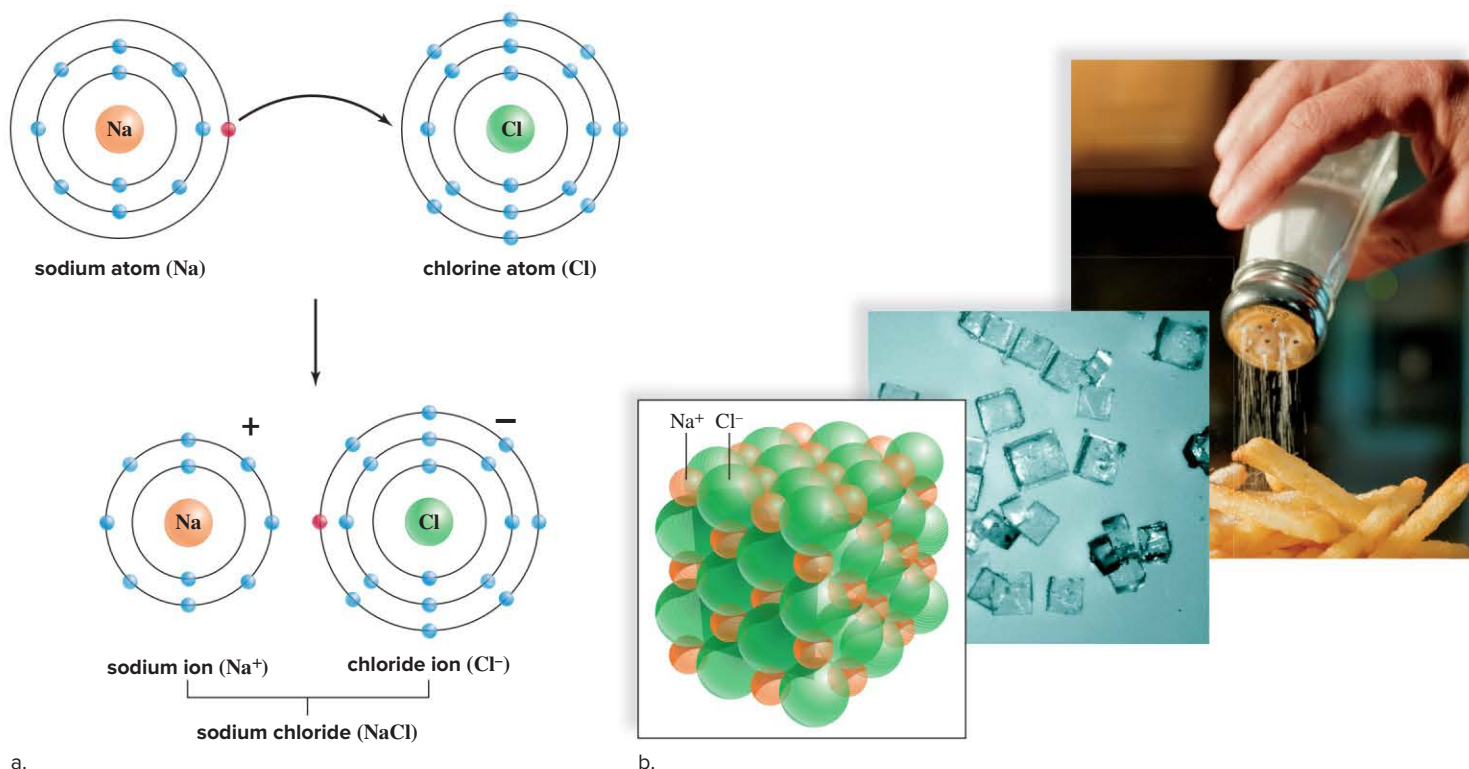 Na
Cl
sodium atom (Na)
chlorine atom (Cl)
+
–
Na
Cl
sodium ion (Na⁺)
chloride ion (Cl⁻)
sodium chloride (NaCl)
a.
Na⁺ Cl⁻
b.